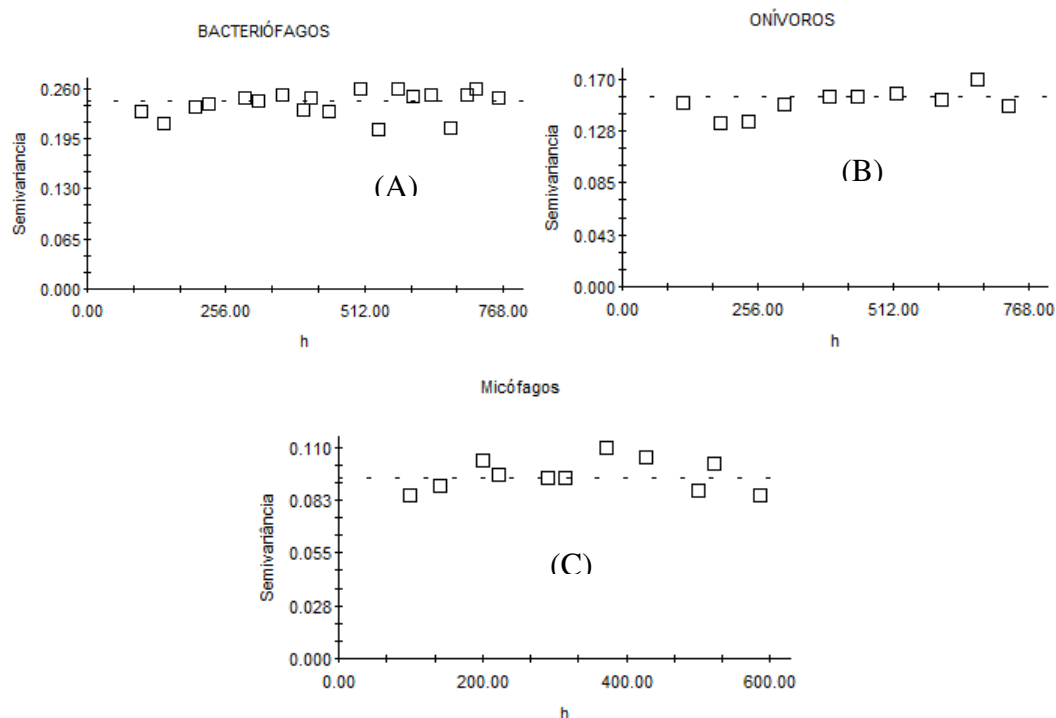 BACTERIÓFAGOS
0.260
0.195
0.130
0.065
0.000
Semivariancia
(A)
0.00 256.00 512.00 768.00
h
ONÍVOROS
0.170
0.128
0.085
0.043
0.000
Semivariancia
(B)
0.00 256.00 512.00 768.00
h
Micófagos
0.110
0.083
0.055
0.028
0.000
Semivariância
(C)
0.00 200.00 400.00 600.00
h